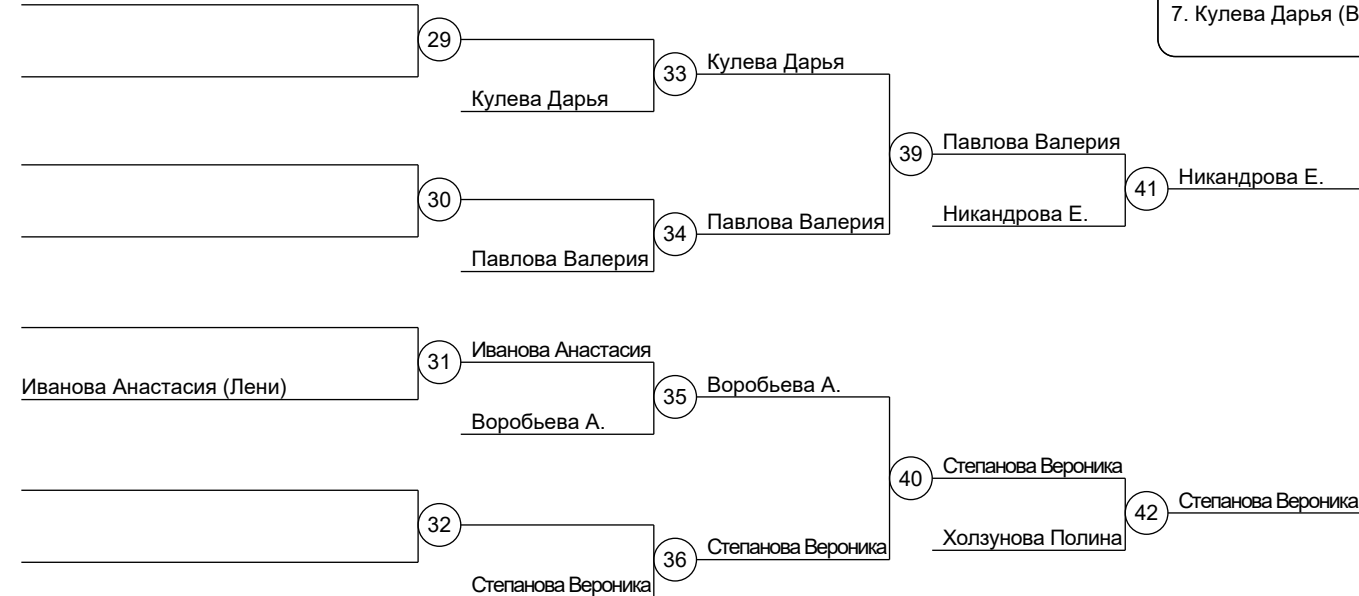 7. Кулева Дарья (В
29
33
Кулева Дарья
Кулева Дарья
39
Павлова Валерия
41
Никандрова Е.
30
34
Павлова Валерия
Никандрова Е.
Павлова Валерия
31
Иванова Анастасия
Иванова Анастасия (Лени)
35
Воробьева А.
Воробьева А.
40
Степанова Вероника
42
Степанова Вероника
32
36
Степанова Вероника
Холзунова Полина
Степанова Вероника